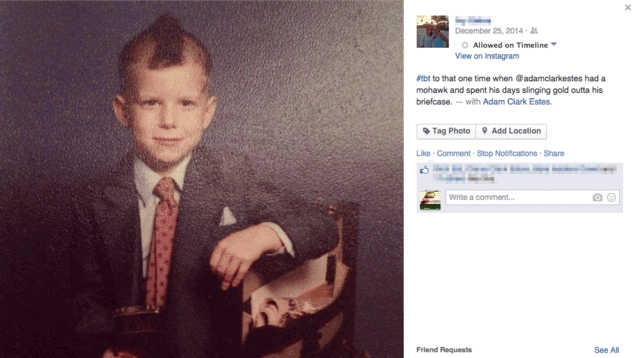 December 25, 2014 ·
Allowed on Timeline
View on Instagram
#tbt to that one time when @adamclarkestes had a
mohawk and spent his days slinging gold outta his
briefcase. — with Adam Clark Estes.
Tag Photo
Add Location
Like · Comment · Stop Notifications · Share
Write a comment...
Friend Requests
See All